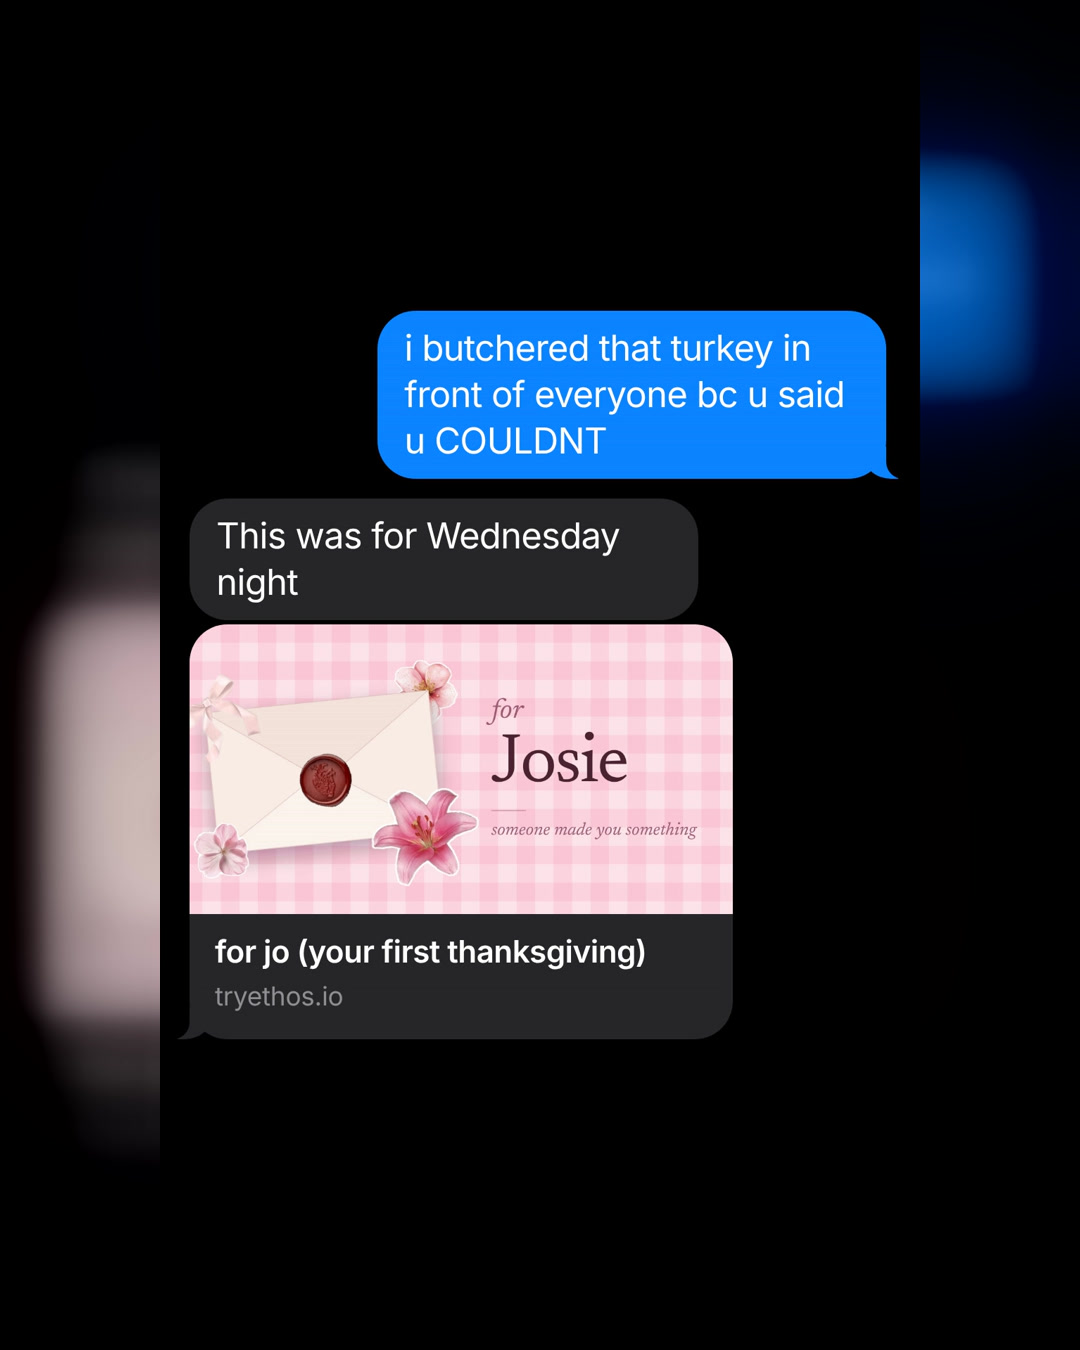 i butchered that turkey in
front of everyone bc u said
u COULDNT
This was for Wednesday
night
for
Josie
someone made you something
for jo (your first thanksgiving)
tryethos.io